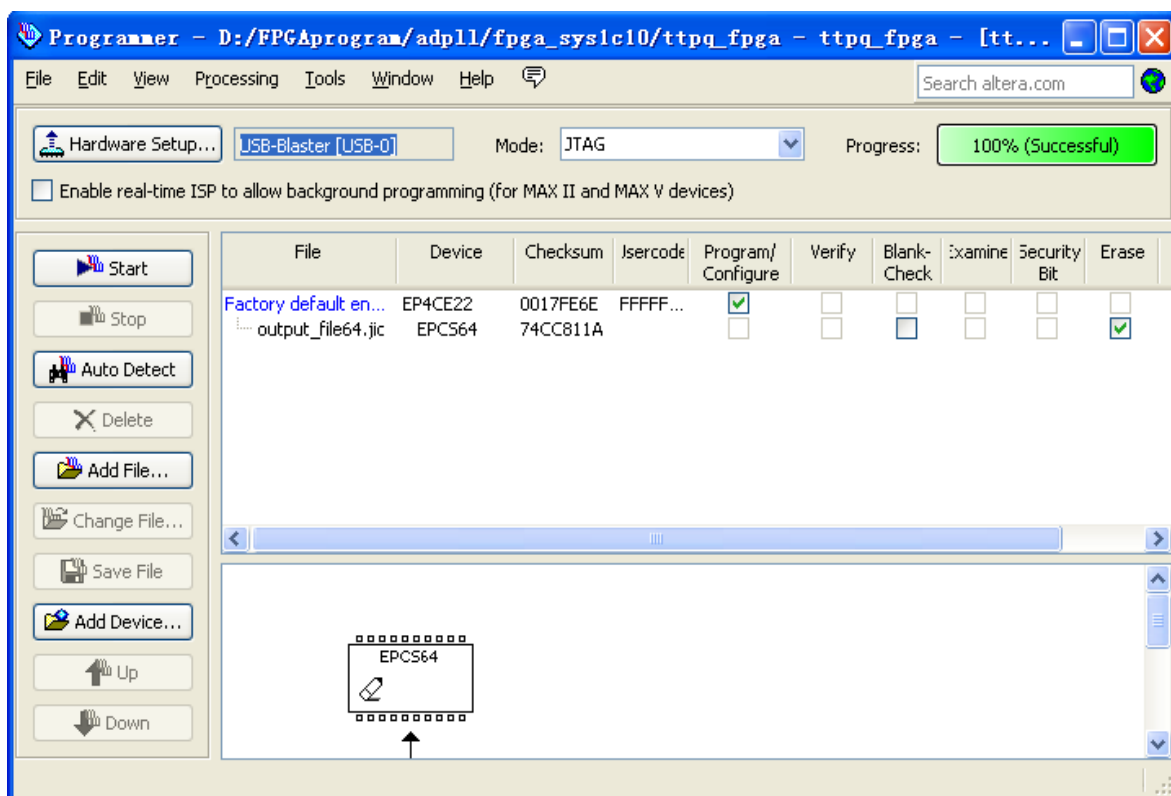 Programmer - D:/FPGAprogram/adpll/fpga_sys1c10/ttpq_fpga - ttpq_fpga - [tt...
File Edit View Processing Tools Window Help Search altera.com
Hardware Setup... USB-Blaster [USB-0] Mode: JTAG Progress: 100% (Successful)
Enable real-time ISP to allow background programming (for MAX II and MAX V devices)
Start
Stop
Auto Detect
Delete
Add File...
Change File...
Save File
Add Device...
Up
Down
File Device Checksum Usercode Program/ Verify Blank- Examine Security Erase
Configure Check Bit
Factory default en... EP4CE22 0017FE6E FFFFF...
output_file64.jic EPCS64 74CC811A
EPCS64